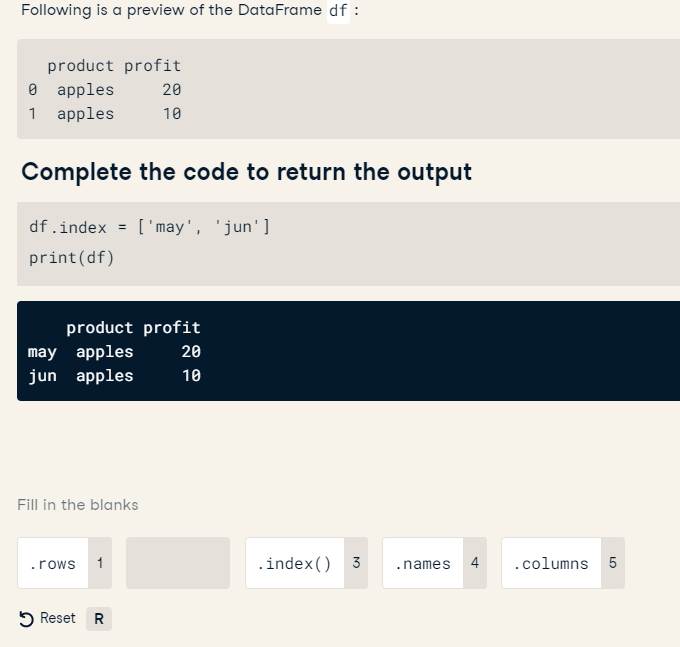 Following is a preview of the DataFrame df :
product profit
0 apples 20
1 apples 10
Complete the code to return the output
df.index = ['may', 'jun']
print(df)
product profit
may apples 20
jun apples 10
Fill in the blanks
.rows 1 .index() 3 .names 4 .columns 5
Reset R